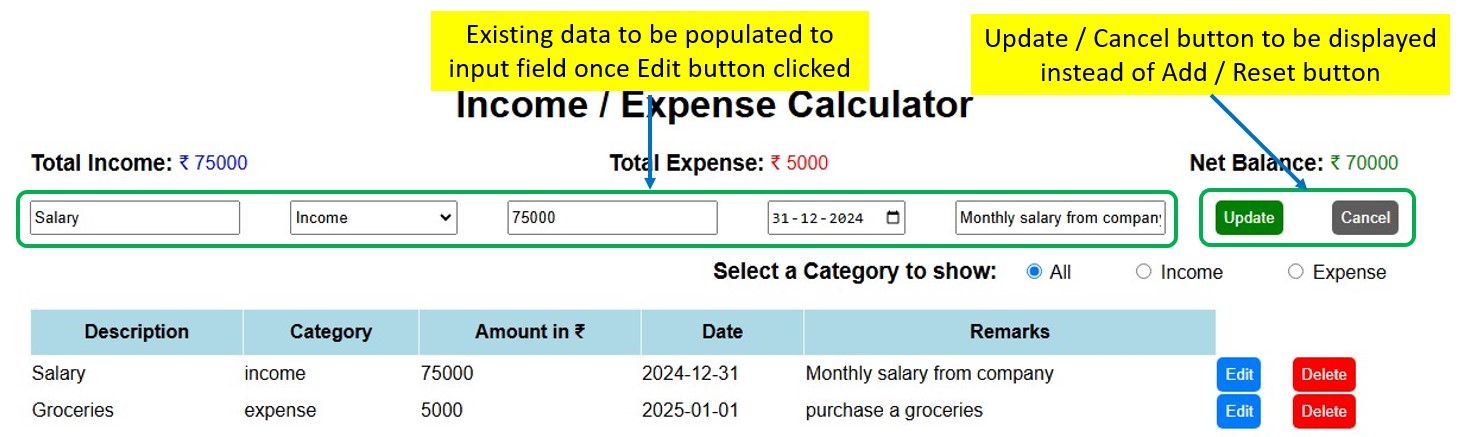 Existing data to be populated to
input field once Edit button clicked
Update / Cancel button to be displayed
instead of Add / Reset button
Income / Expense Calculator
Total Income: ₹ 75000 Total Expense: ₹ 5000 Net Balance: ₹ 70000
Salary Income 75000 31-12-2024 Monthly salary from company Update Cancel
Select a Category to show: All Income Expense
Description Category Amount in ₹ Date Remarks
Salary income 75000 2024-12-31 Monthly salary from company Edit Delete
Groceries expense 5000 2025-01-01 purchase a groceries Edit Delete